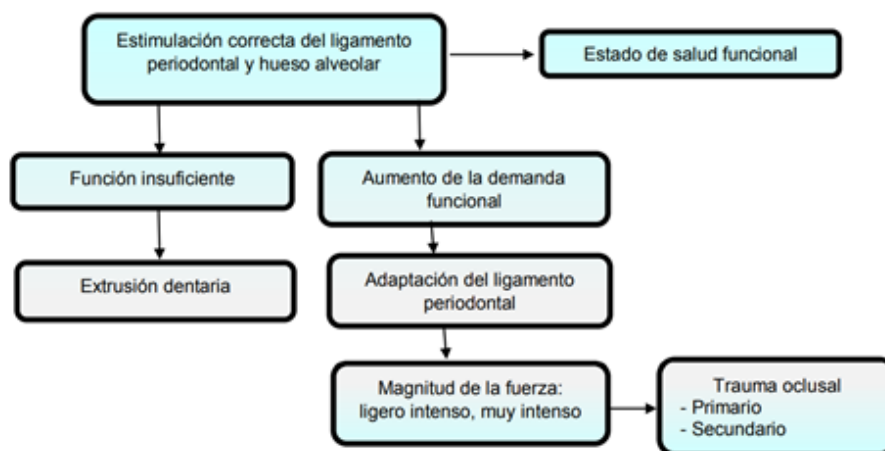 Estimulación correcta del ligamento
periodontal y hueso alveolar
Estado de salud funcional
Función insuficiente
Aumento de la demanda
funcional
Extrusión dentaria
Adaptación del ligamento
periodontal
Magnitud de la fuerza:
ligero intenso, muy intenso
Trauma oclusal
- Primario
- Secundario